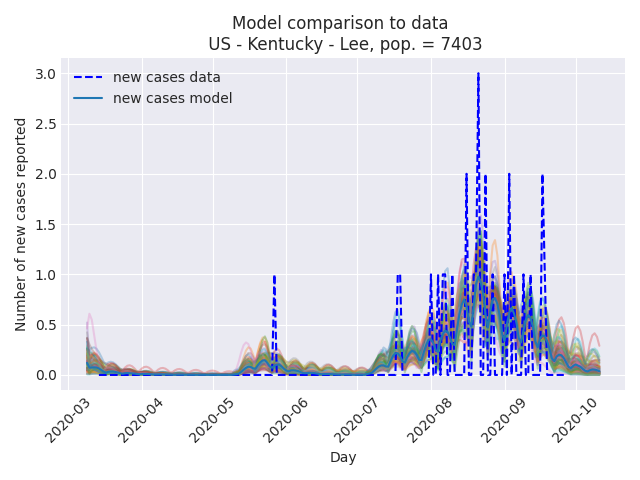 Model comparison to data
US - Kentucky - Lee, pop. = 7403
new cases data
new cases model
Number of new cases reported
3.0
2.5
2.0
1.5
1.0
0.5
0.0
2020-03
2020-04
2020-05
2020-06
2020-07
2020-08
2020-09
2020-10
Day